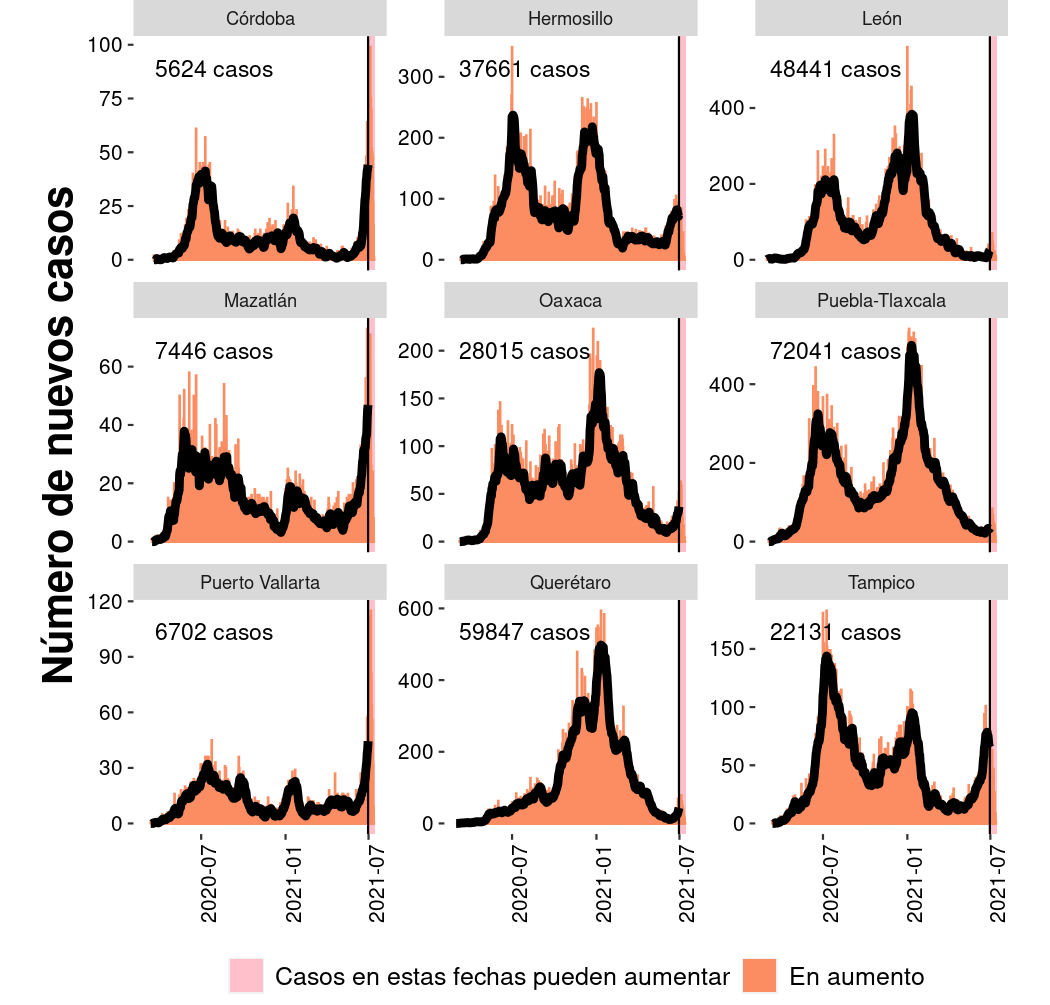 Número de nuevos casos
Córdoba
Hermosillo
León
100
75
50
25
0
5624 casos
300
200
100
0
37661 casos
400
200
0
48441 casos
Mazatlán
Oaxaca
Puebla-Tlaxcala
60
40
20
0
7446 casos
200
150
100
50
0
28015 casos
400
200
0
72041 casos
Puerto Vallarta
Querétaro
Tampico
120
90
60
30
0
6702 casos
600
400
200
0
59847 casos
150
100
50
0
22131 casos
2020-07
2021-01
2021-07
2020-07
2021-01
2021-07
2020-07
2021-01
2021-07
Casos en estas fechas pueden aumentar
En aumento